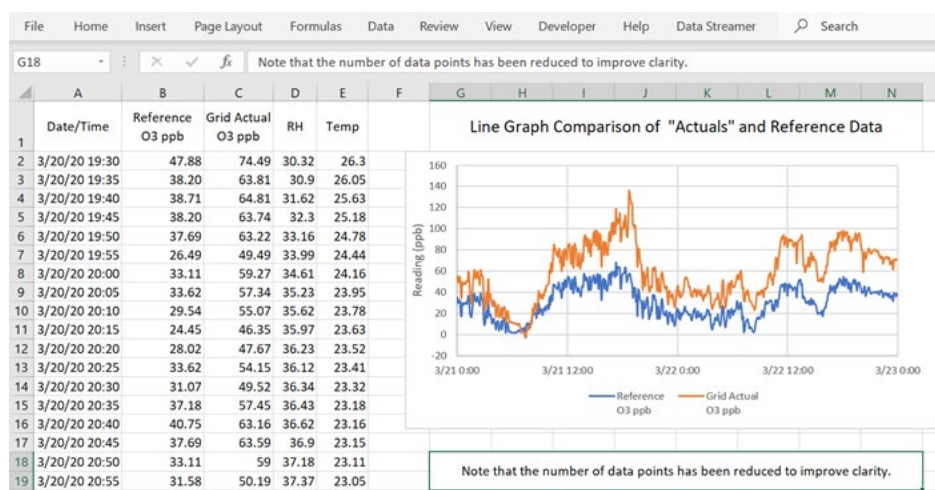 File Home Insert Page Layout Formulas Data Review View Developer Help Data Streamer Search
G18 fx Note that the number of data points has been reduced to improve clarity.
A B C D E F G H I J K L M N
1 Date/Time Reference O3 ppb Grid Actual O3 ppb RH Temp
Line Graph Comparison of "Actuals" and Reference Data
2 3/20/20 19:30 47.88 74.49 30.32 26.3
3 3/20/20 19:35 38.20 63.81 30.9 26.05
4 3/20/20 19:40 38.71 64.81 31.62 25.63
5 3/20/20 19:45 38.20 63.74 32.3 25.18
6 3/20/20 19:50 37.69 63.22 33.16 24.78
7 3/20/20 19:55 26.49 49.49 33.99 24.44
8 3/20/20 20:00 33.11 59.27 34.61 24.16
9 3/20/20 20:05 33.62 57.34 35.23 23.95
10 3/20/20 20:10 29.54 55.07 35.62 23.78
11 3/20/20 20:15 24.45 46.35 35.97 23.63
12 3/20/20 20:20 28.02 47.67 36.23 23.52
13 3/20/20 20:25 33.62 54.15 36.12 23.41
14 3/20/20 20:30 31.07 49.52 36.34 23.32
15 3/20/20 20:35 37.18 57.45 36.43 23.18
16 3/20/20 20:40 40.75 63.16 36.62 23.16
17 3/20/20 20:45 37.69 63.59 36.9 23.15
18 3/20/20 20:50 33.11 59 37.18 23.11
19 3/20/20 20:55 31.58 50.19 37.37 23.05
Reading (ppb)
160
140
120
100
80
60
40
20
0
-20
3/21 0:00 3/21 12:00 3/22 0:00 3/22 12:00 3/23 0:00
Reference O3 ppb
Grid Actual O3 ppb
Note that the number of data points has been reduced to improve clarity.